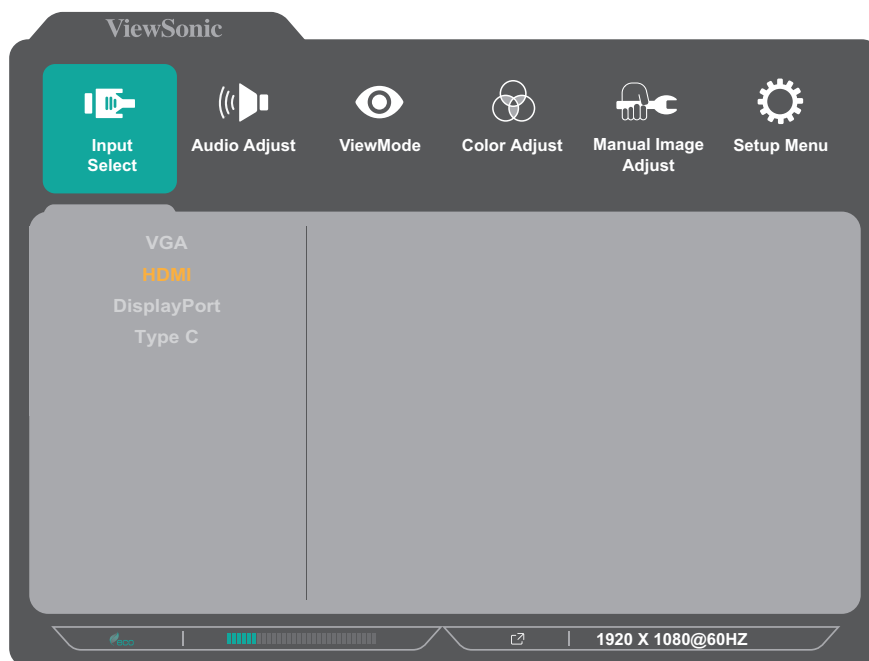 ViewSonic
Input
Select
Audio Adjust
ViewMode
Color Adjust
Manual Image
Adjust
Setup Menu
VGA
HDMI
DisplayPort
Type C
eco
1920 X 1080@60HZ